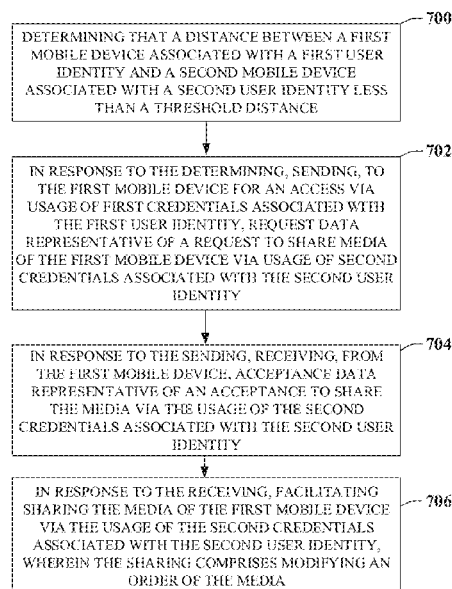 700
DETERMINING THAT A DISTANCE BETWEEN A FIRST
MOBILE DEVICE ASSOCIATED WITH A FIRST USER
IDENTITY AND A SECOND MOBILE DEVICE
ASSOCIATED WITH A SECOND USER IDENTITY LESS
THAN A THRESHOLD DISTANCE
702
IN RESPONSE TO THE DETERMINING, SENDING, TO
THE FIRST MOBILE DEVICE FOR AN ACCESS VIA
USAGE OF FIRST CREDENTIALS ASSOCIATED WITH
THE FIRST USER IDENTITY, REQUEST DATA
REPRESENTATIVE OF A REQUEST TO SHARE MEDIA
OF THE FIRST MOBILE DEVICE VIA USAGE OF SECOND
CREDENTIALS ASSOCIATED WITH THE SECOND USER
IDENTITY
704
IN RESPONSE TO THE SENDING, RECEIVING, FROM
THE FIRST MOBILE DEVICE, ACCEPTANCE DATA
REPRESENTATIVE OF AN ACCEPTANCE TO SHARE
THE MEDIA VIA THE USAGE OF THE SECOND
CREDENTIALS ASSOCIATED WITH THE SECOND USER
IDENTITY
706
IN RESPONSE TO THE RECEIVING, FACILITATING
SHARING THE MEDIA OF THE FIRST MOBILE DEVICE
VIA THE USAGE OF THE SECOND CREDENTIALS
ASSOCIATED WITH THE SECOND USER IDENTITY,
WHEREIN THE SHARING COMPRISES MODIFYING AN
ORDER OF THE MEDIA